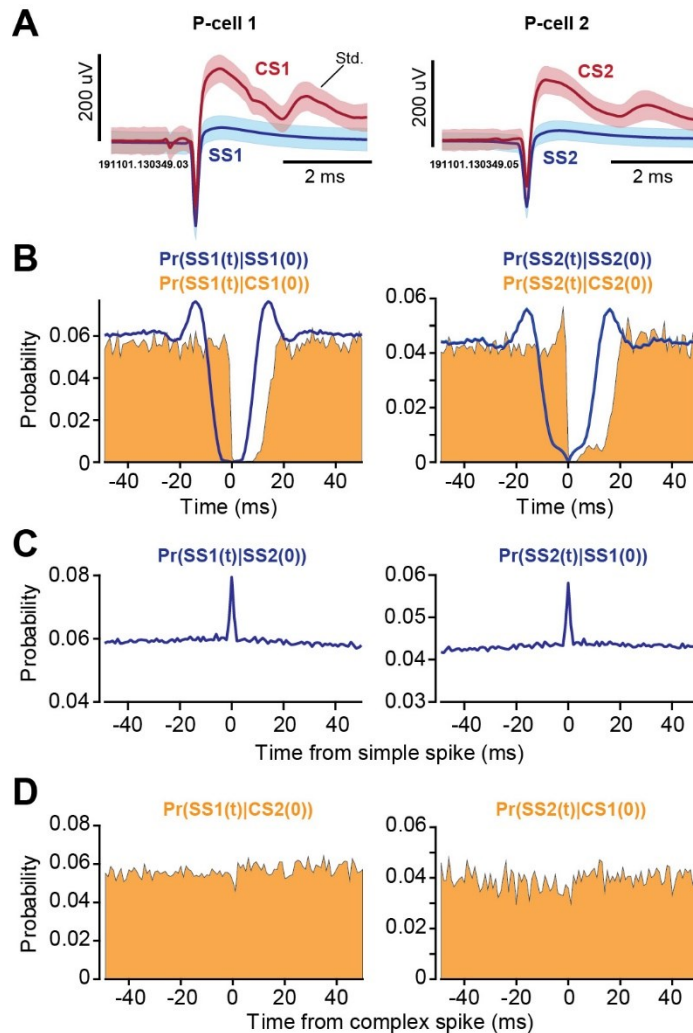 A
P-cell 1
P-cell 2
200 uV
CS1
Std.
SS1
191101.130349.03
2 ms
200 uV
CS2
SS2
191101.130349.05
2 ms
B
Pr(SS1(t)|SS1(0))
Pr(SS1(t)|CS1(0))
Pr(SS2(t)|SS2(0))
Pr(SS2(t)|CS2(0))
Probability
0.06
0.04
0.02
0
-40 -20 0 20 40
Time (ms)
0.06
0.04
0.02
0
-40 -20 0 20 40
Time (ms)
C
Pr(SS1(t)|SS2(0))
Pr(SS2(t)|SS1(0))
Probability
0.08
0.06
0.04
-40 -20 0 20 40
0.06
0.05
0.04
0.03
-40 -20 0 20 40
Time from simple spike (ms)
D
Pr(SS1(t)|CS2(0))
Pr(SS2(t)|CS1(0))
Probability
0.08
0.06
0.04
0.02
0
-40 -20 0 20 40
0.06
0.04
0.02
0
-40 -20 0 20 40
Time from complex spike (ms)